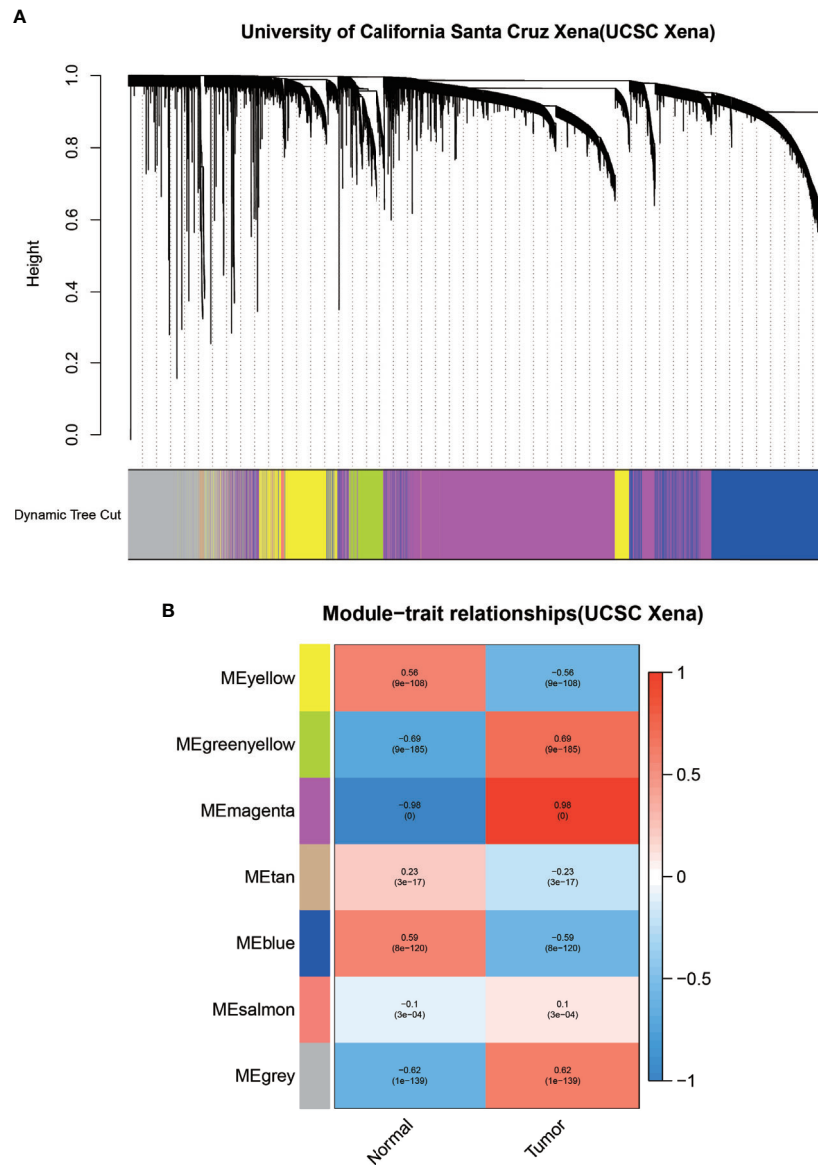 A
University of California Santa Cruz Xena(UCSC Xena)
Height
1.0
0.8
0.6
0.4
0.2
0.0
Dynamic Tree Cut
B
Module−trait relationships(UCSC Xena)
MEyellow
0.56
(9e−108)
−0.56
(9e−108)
MEgreenyellow
−0.69
(9e−185)
0.69
(9e−185)
MEmagenta
−0.98
(0)
0.98
(0)
MEtan
0.23
(3e−17)
−0.23
(3e−17)
MEblue
0.59
(8e−120)
−0.59
(8e−120)
MEsalmon
−0.1
(3e−04)
0.1
(3e−04)
MEgrey
−0.62
(1e−139)
0.62
(1e−139)
1
0.5
0
−0.5
−1
Normal
Tumor